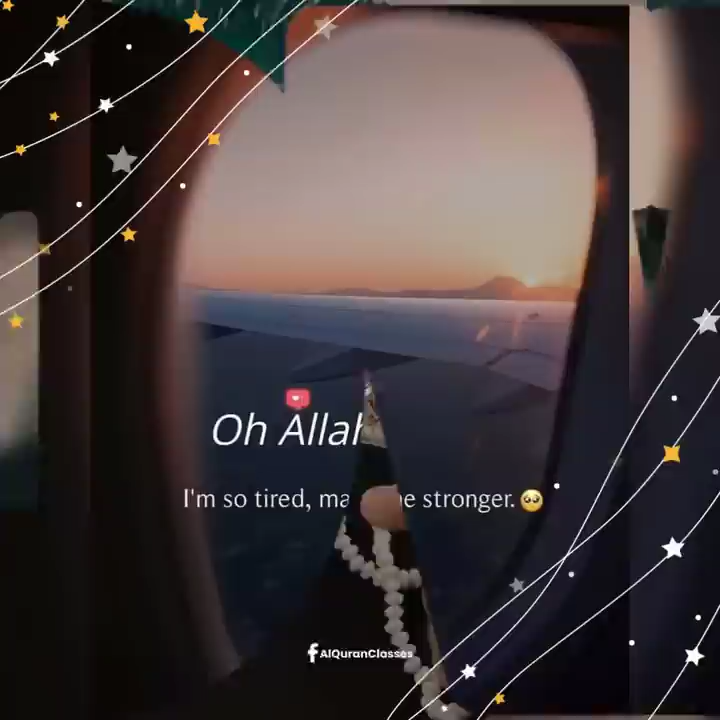 Oh Allah
I'm so tired, stronger. 🥺
AlQuranClasses